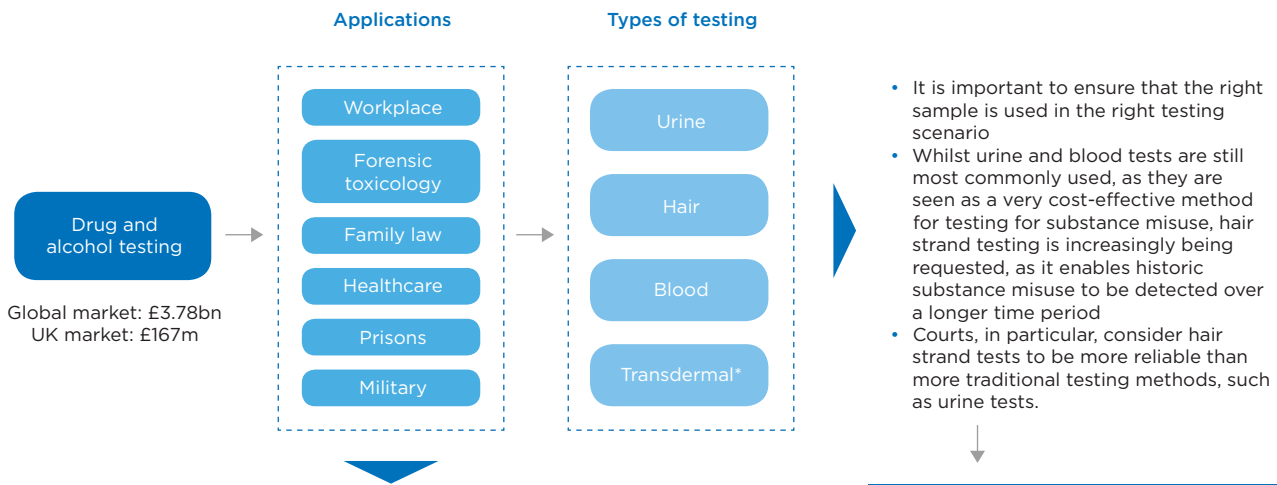 Applications
Types of testing
Drug and
alcohol testing
Global market: £3.78bn
UK market: £167m
Workplace
Forensic
toxicology
Family law
Healthcare
Prisons
Military
Urine
Hair
Blood
Transdermal*
• It is important to ensure that the right
sample is used in the right testing
scenario
• Whilst urine and blood tests are still
most commonly used, as they are
seen as a very cost-effective method
for testing for substance misuse, hair
strand testing is increasingly being
requested, as it enables historic
substance misuse to be detected over
a longer time period
• Courts, in particular, consider hair
strand tests to be more reliable than
more traditional testing methods, such
as urine tests.